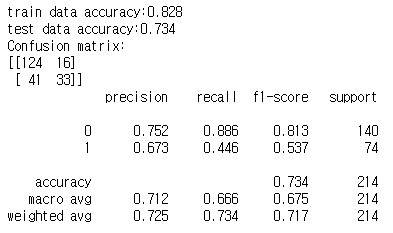 train data accuracy:0.828
test data accuracy:0.734
Confusion matrix:
[[124  16]
 [ 41  33]]
              precision    recall  f1-score   support

           0      0.752     0.886     0.813       140
           1      0.673     0.446     0.537        74

    accuracy                          0.734       214
   macro avg      0.712     0.666     0.675       214
weighted avg      0.725     0.734     0.717       214